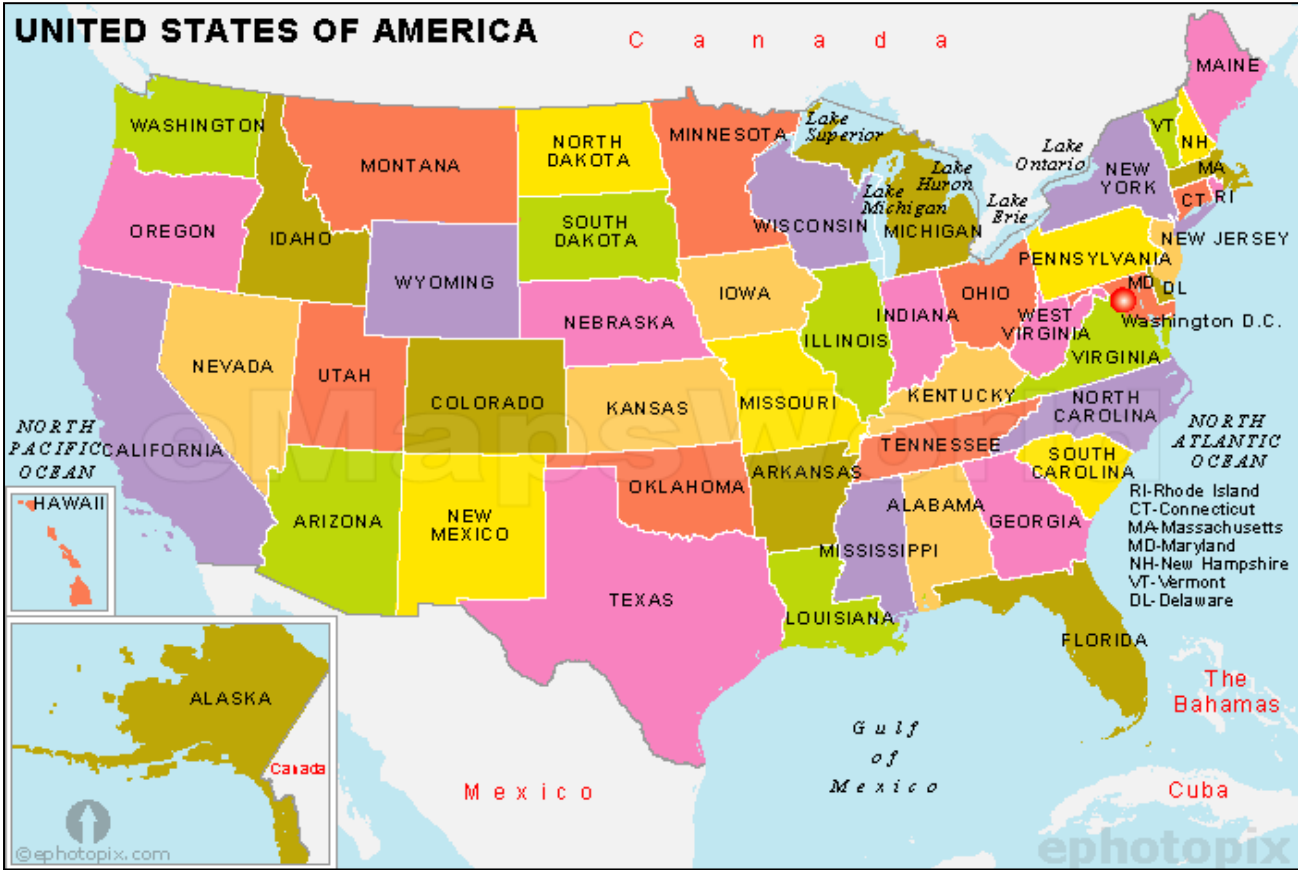 UNITED STATES OF AMERICA
Canada
MAINE
WASHINGTON
MONTANA
NORTH
DAKOTA
MINNESOTA
Lake
Superior
VT
NH
Lake
Ontario
MA
OREGON
IDAHO
SOUTH
DAKOTA
WISCONSIN
Lake
Michigan
Lake
Huron
MICHIGAN
Lake
Erie
NEW
YORK
CT
RI
NEW JERSEY
PENNSYLVANIA
WYOMING
IOWA
OHIO
MD
DL
NEBRASKA
ILLINOIS
INDIANA
WEST
VIRGINIA
Washington D.C.
VIRGINIA
NEVADA
UTAH
COLORADO
KANSAS
MISSOURI
KENTUCKY
NORTH
CAROLINA
eMapsWorld
NORTH
PACIFIC
OCEAN
CALIFORNIA
TENNESSEE
NORTH
ATLANTIC
OCEAN
SOUTH
CAROLINA
ARIZONA
NEW
MEXICO
OKLAHOMA
ARKANSAS
MISSISSIPPI
ALABAMA
GEORGIA
RI-Rhode Island
CT-Connecticut
MA-Massachusetts
MD-Maryland
NH-New Hampshire
VT-Vermont
DL-Delaware
HAWAII
TEXAS
LOUISIANA
FLORIDA
ALASKA
Canada
The
Bahamas
Gulf
of
Mexico
Mexico
Cuba
©ephotopix.com
ephotopix